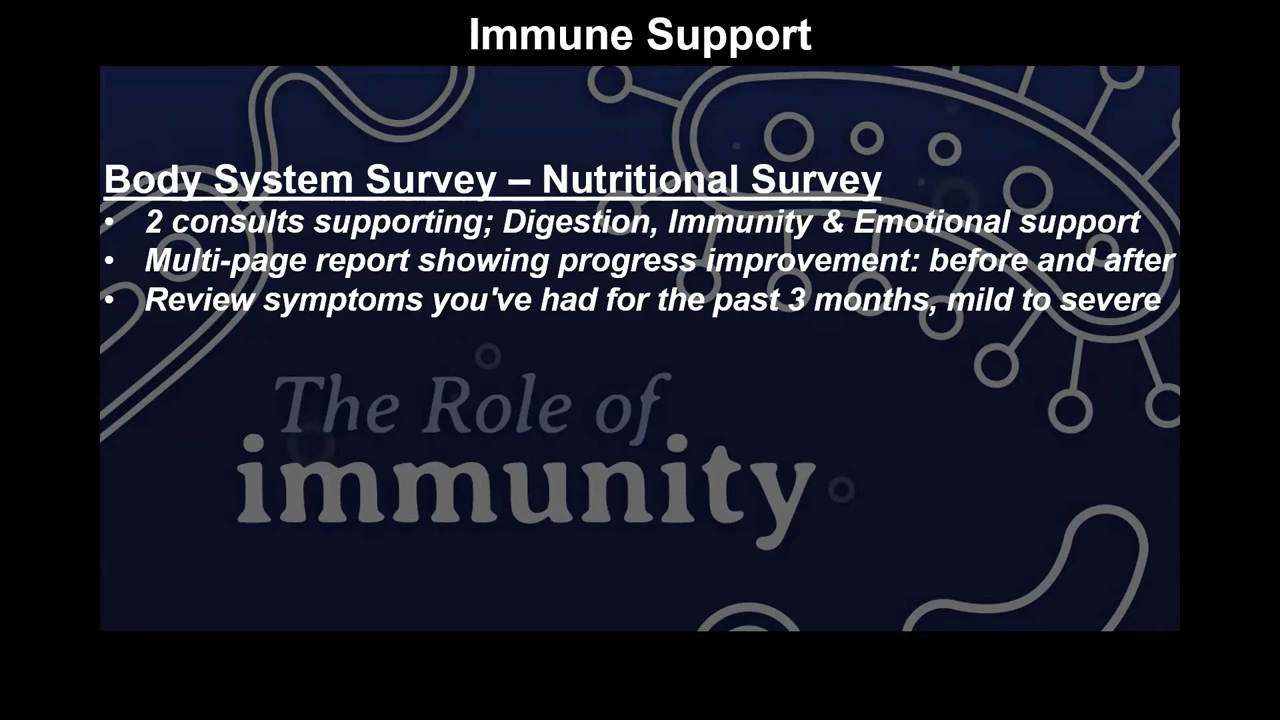 Immune Support
Body System Survey – Nutritional Survey
• 2 consults supporting; Digestion, Immunity & Emotional support
• Multi-page report showing progress improvement: before and after
• Review symptoms you've had for the past 3 months, mild to severe
The Role of
immunity